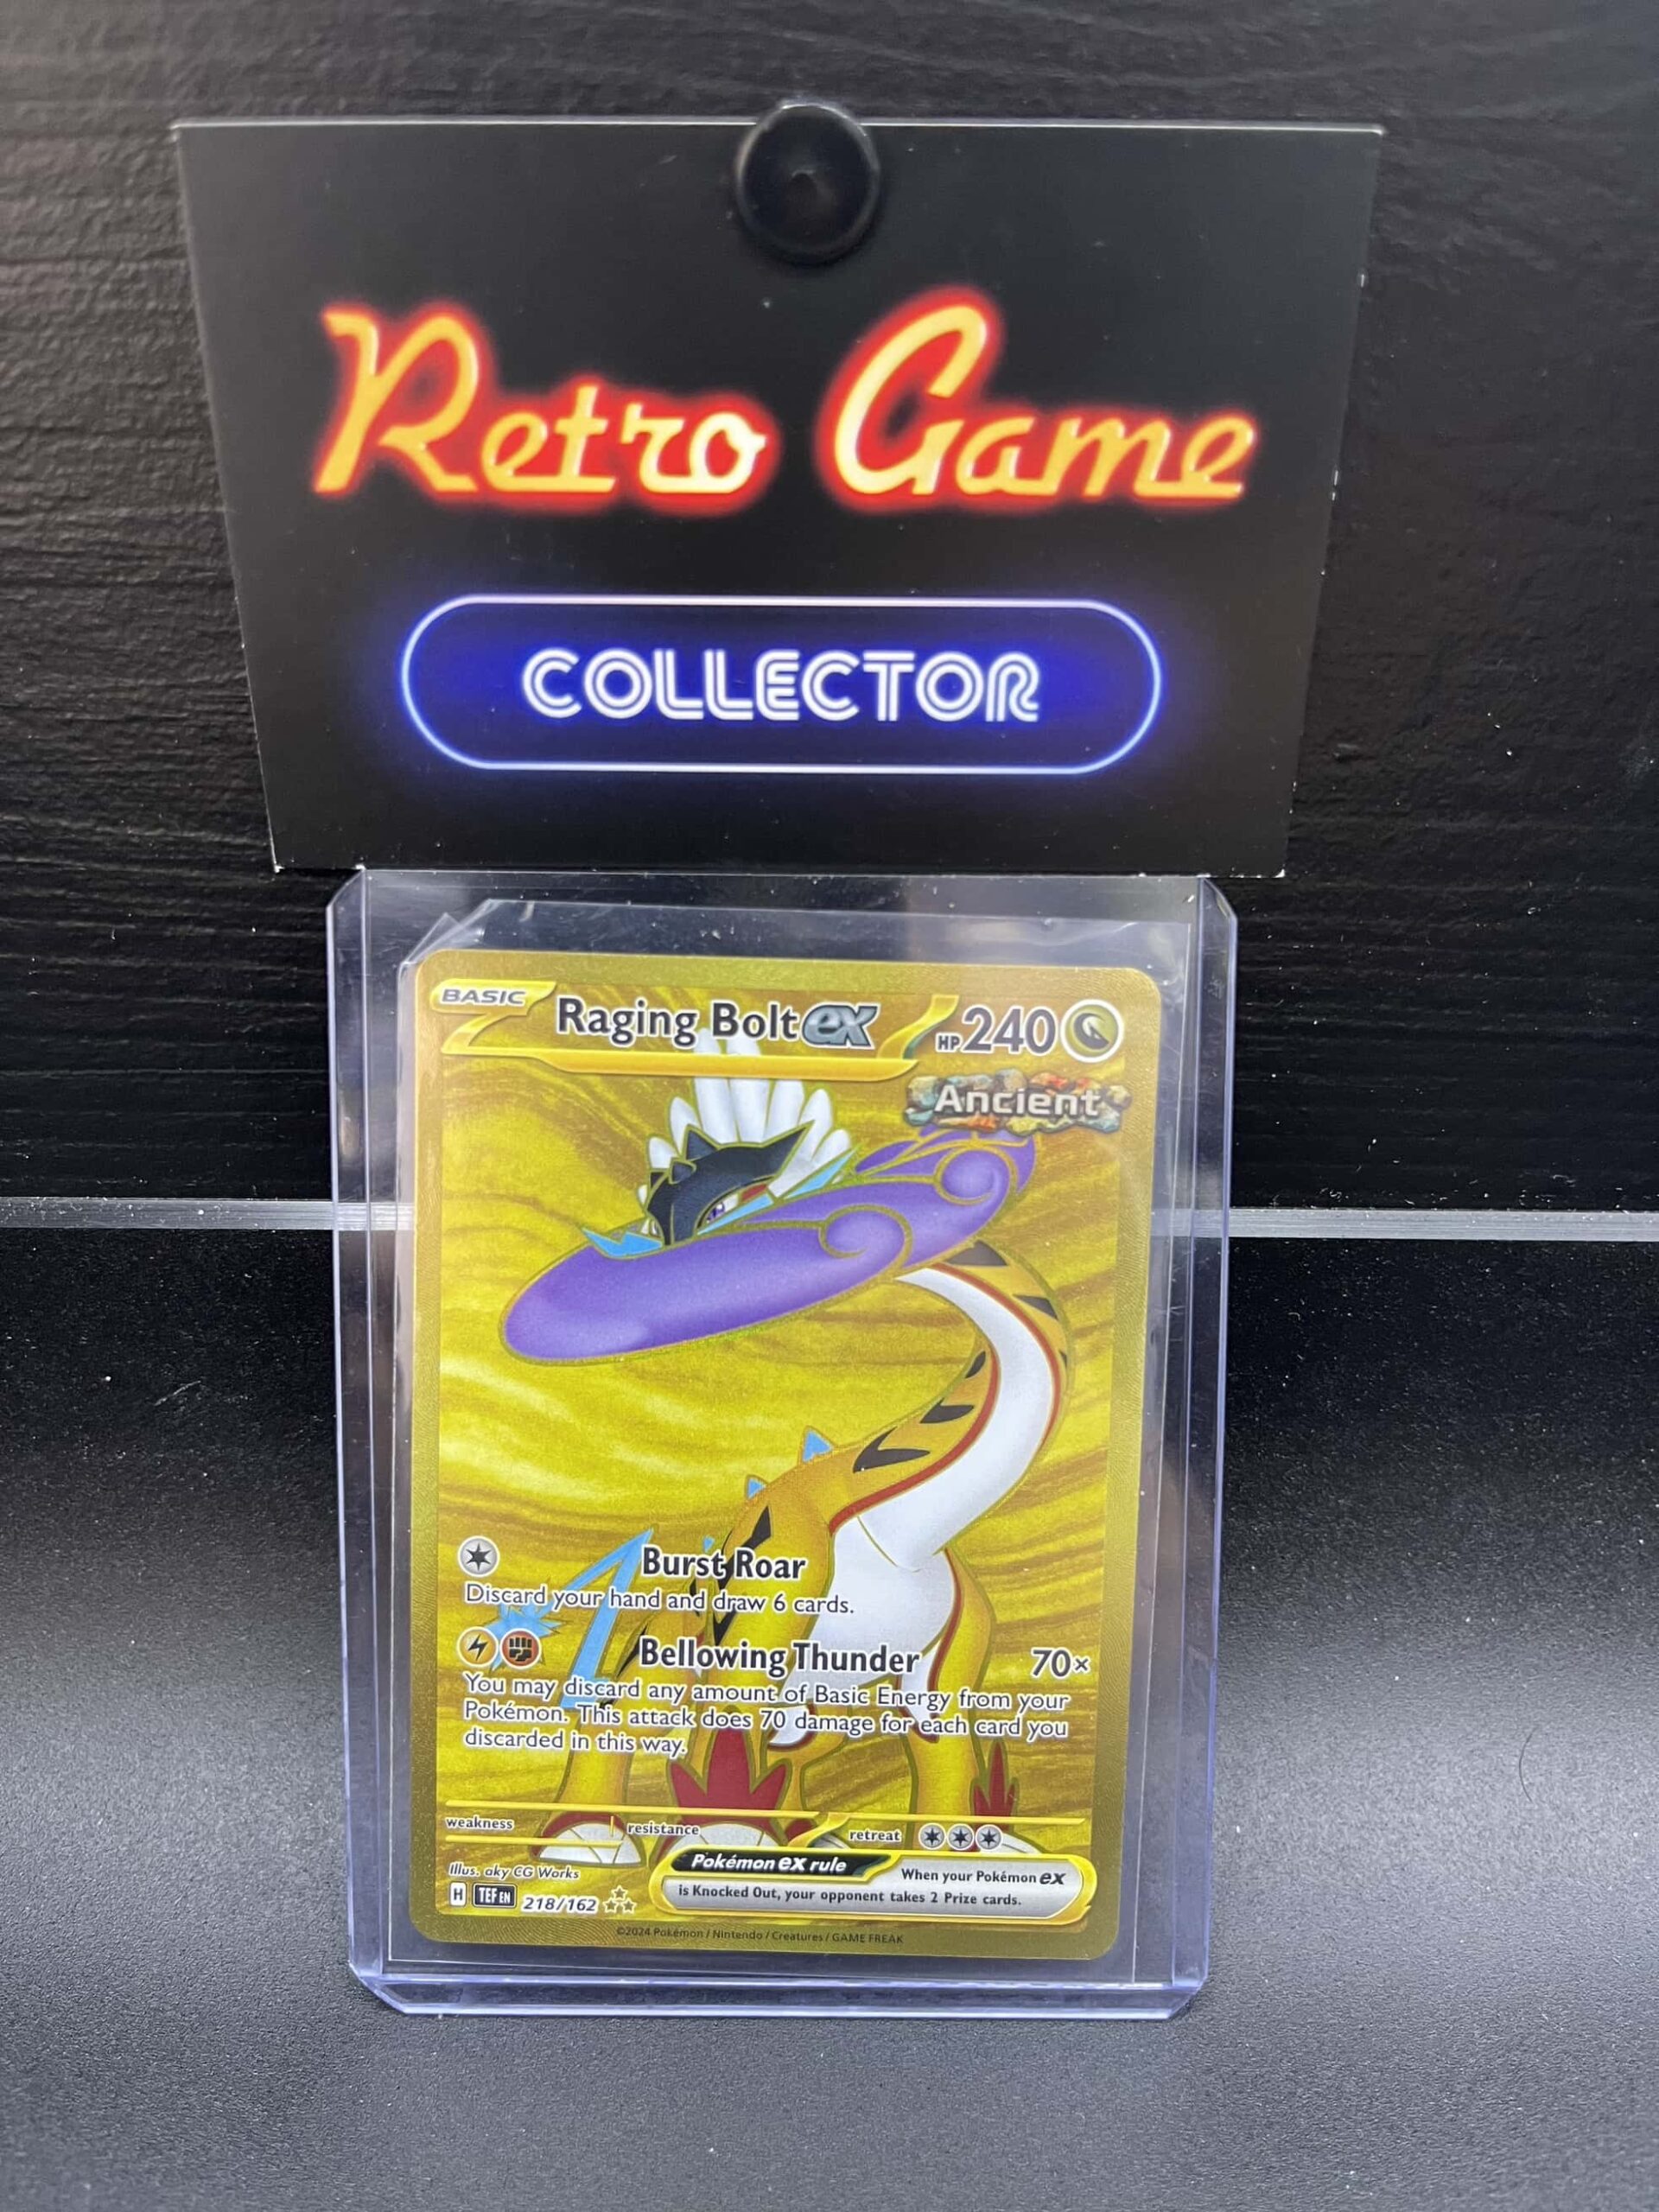 Retro Game
COLLECTOR
BASIC Raging Bolt ex HP 240
Ancient
Burst Roar
Discard your hand and draw 6 cards.
Bellowing Thunder 70×
You may discard any amount of Basic Energy from your
Pokémon. This attack does 70 damage for each card you
discarded in this way.
weakness resistance retreat
Illus. aky CG Works
Pokémon ex rule When your Pokémon ex
is Knocked Out, your opponent takes 2 Prize cards.
H TEF EN 218/162
©2024 Pokémon / Nintendo / Creatures / GAME FREAK